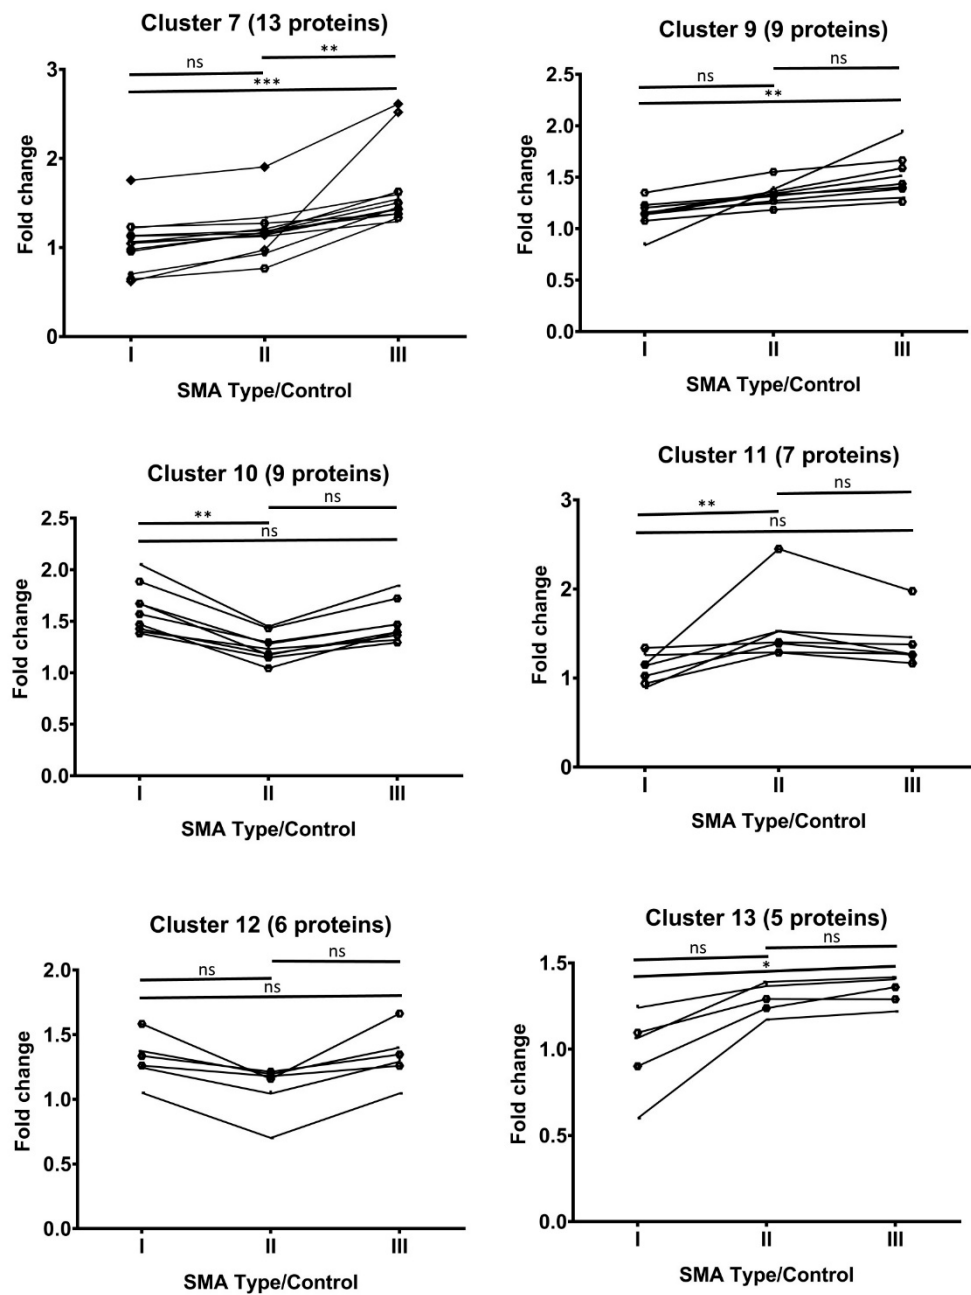 Cluster 7 (13 proteins)
**
ns
***
3
2
1
0
Fold change
I II III
SMA Type/Control
Cluster 9 (9 proteins)
ns
ns
**
2.5
2.0
1.5
1.0
0.5
0.0
Fold change
I II III
SMA Type/Control
Cluster 10 (9 proteins)
ns
**
ns
2.5
2.0
1.5
1.0
0.5
0.0
Fold change
I II III
SMA Type/Control
Cluster 11 (7 proteins)
ns
**
ns
3
2
1
0
Fold change
I II III
SMA Type/Control
Cluster 12 (6 proteins)
ns
ns
ns
2.0
1.5
1.0
0.5
0.0
Fold change
I II III
SMA Type/Control
Cluster 13 (5 proteins)
ns
ns
*
1.5
1.0
0.5
0.0
Fold change
I II III
SMA Type/Control